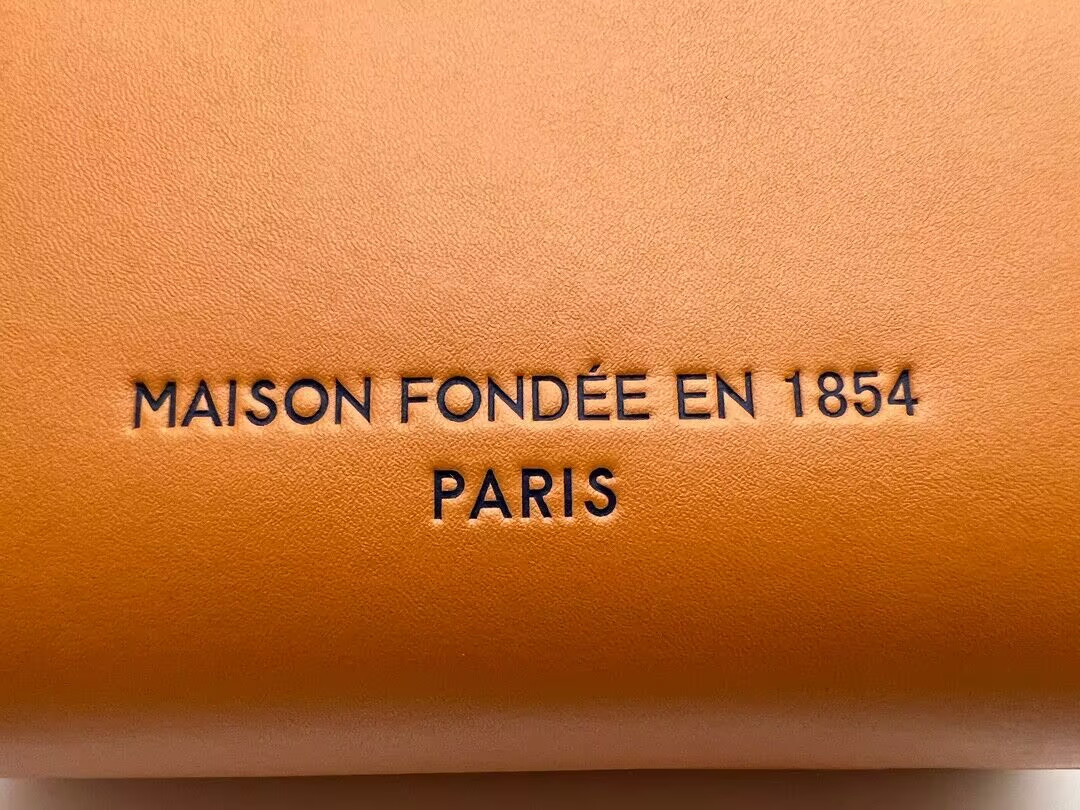 MAISON FONDÉE EN 1854
PARIS